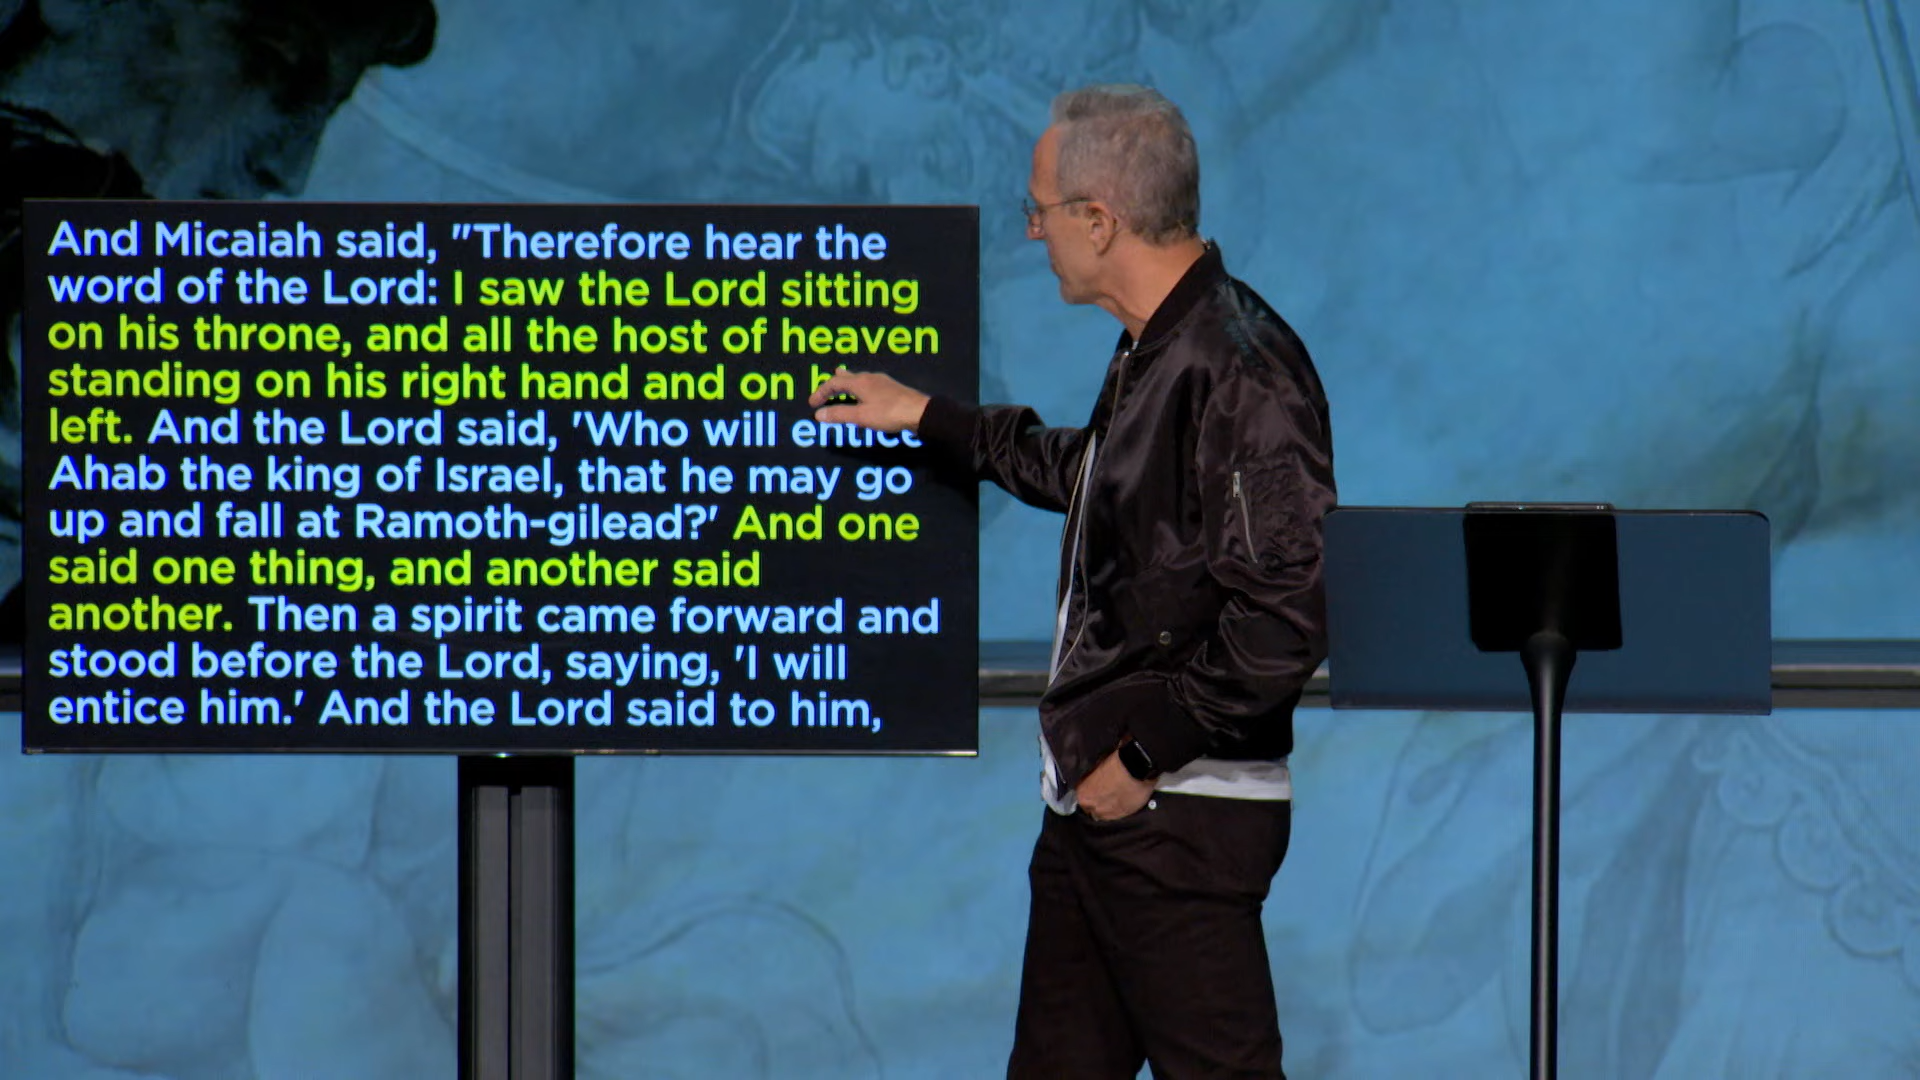 And Micaiah said, "Therefore hear the
word of the Lord: I saw the Lord sitting
on his throne, and all the host of heaven
standing on his right hand and on his
left. And the Lord said, 'Who will entice
Ahab the king of Israel, that he may go
up and fall at Ramoth-gilead?' And one
said one thing, and another said
another. Then a spirit came forward and
stood before the Lord, saying, 'I will
entice him.' And the Lord said to him,